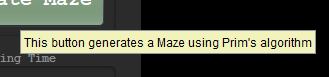 ate Maze
This button generates a Maze using Prim's algorithm
ing Time